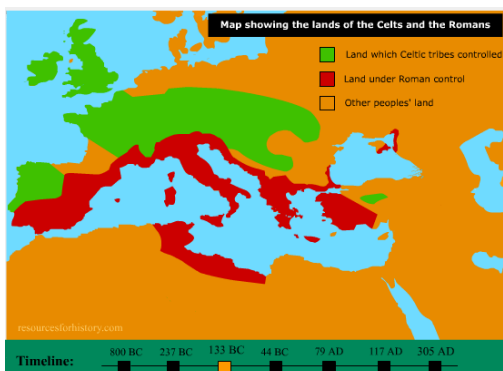 Map showing the lands of the Celts and the Romans
Land which Celtic tribes controlled
Land under Roman control
Other peoples' land
resourcesforhistory.com
Timeline:
800 BC 237 BC 133 BC 44 BC 79 AD 117 AD 305 AD